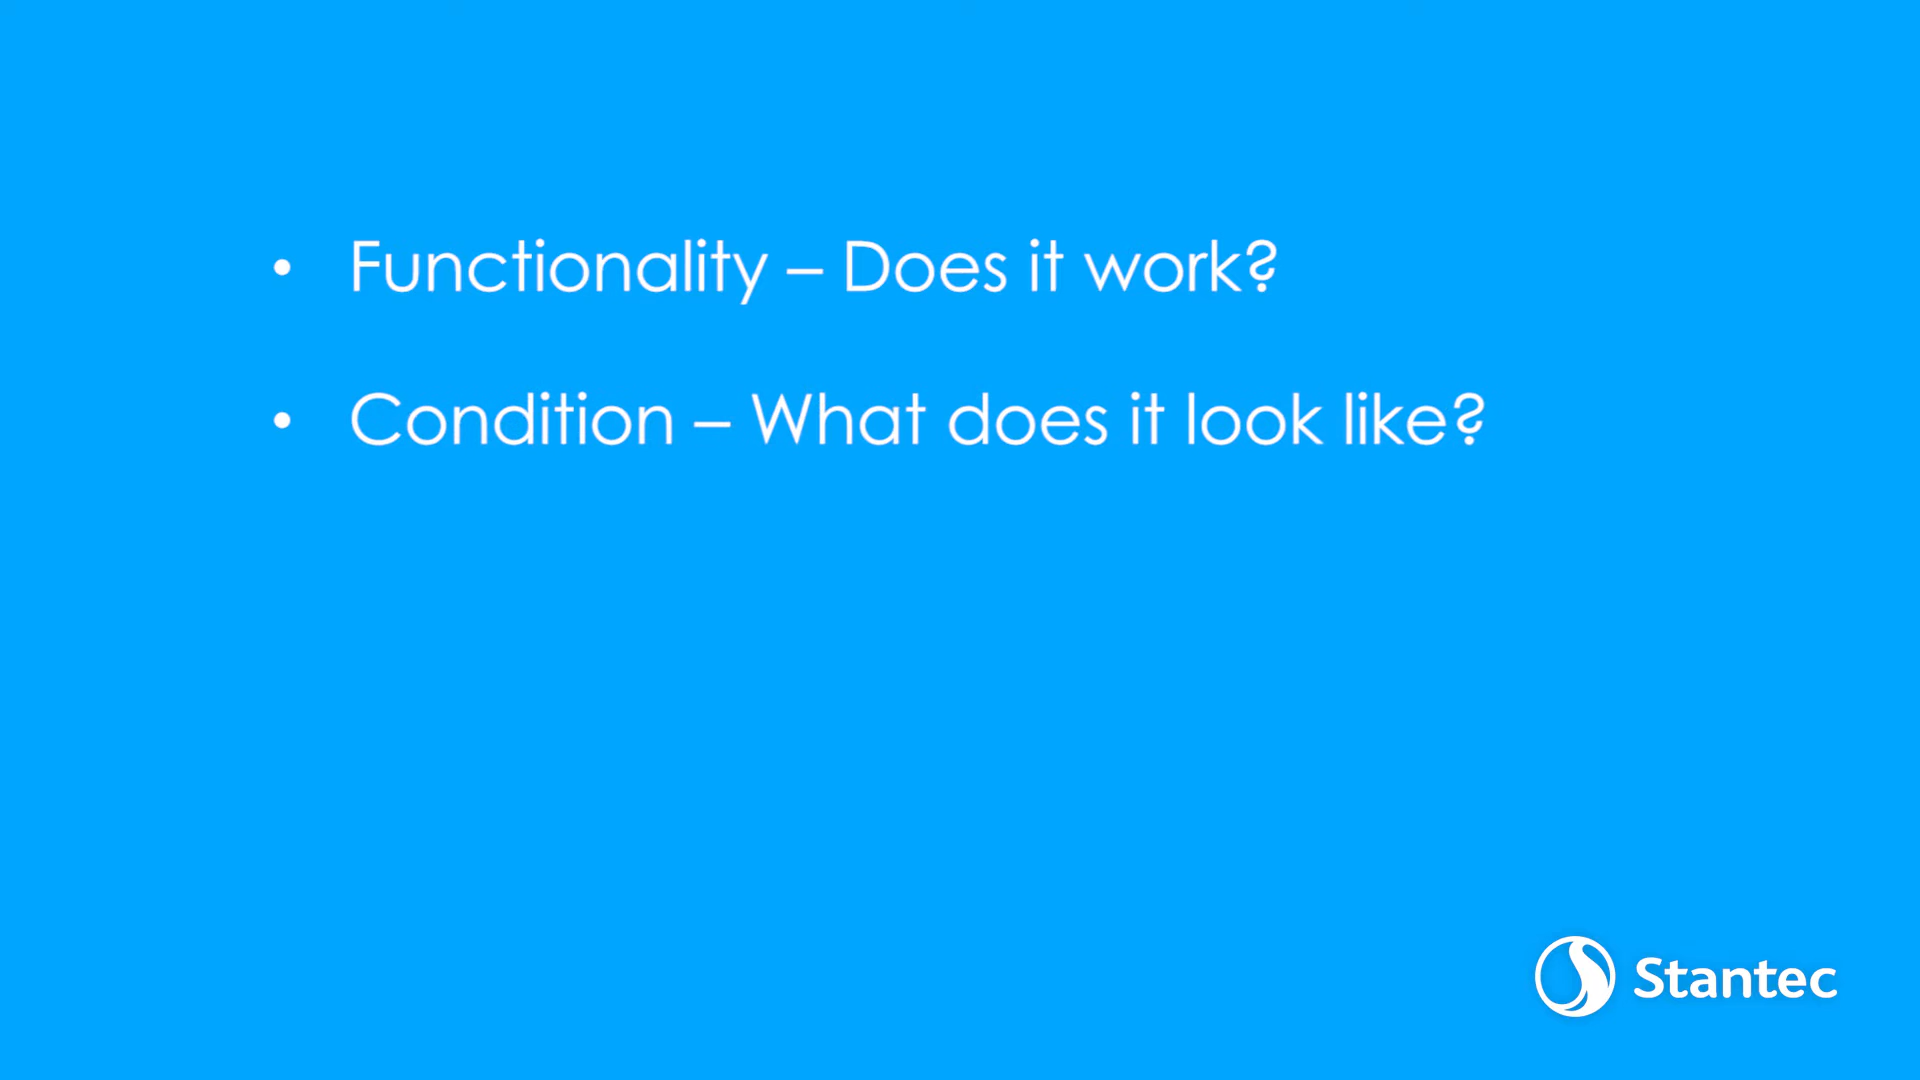 • Functionality – Does it work?
• Condition – What does it look like?
Stantec